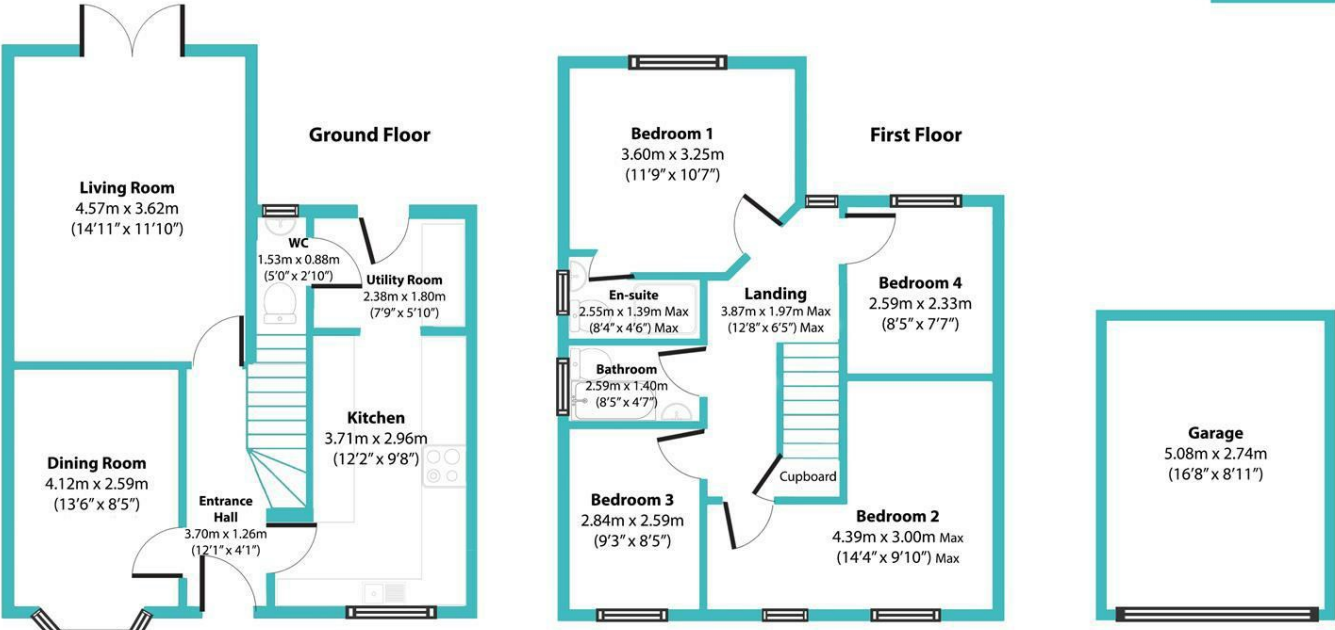 Ground Floor
Living Room
4.57m x 3.62m
(14'11" x 11'10")
WC
1.53m x 0.88m
(5'0" x 2'10")
Utility Room
2.38m x 1.80m
(7'9" x 5'10")
Kitchen
3.71m x 2.96m
(12'2" x 9'8")
Dining Room
4.12m x 2.59m
(13'6" x 8'5")
Entrance
Hall
3.70m x 1.26m
(12'1" x 4'1")
First Floor
Bedroom 1
3.60m x 3.25m
(11'9" x 10'7")
En-suite
2.55m x 1.39m Max
(8'4" x 4'6") Max
Landing
3.87m x 1.97m Max
(12'8" x 6'5") Max
Bedroom 4
2.59m x 2.33m
(8'5" x 7'7")
Bathroom
2.59m x 1.40m
(8'5" x 4'7")
Cupboard
Bedroom 3
2.84m x 2.59m
(9'3" x 8'5")
Bedroom 2
4.39m x 3.00m Max
(14'4" x 9'10") Max
Garage
5.08m x 2.74m
(16'8" x 8'11")